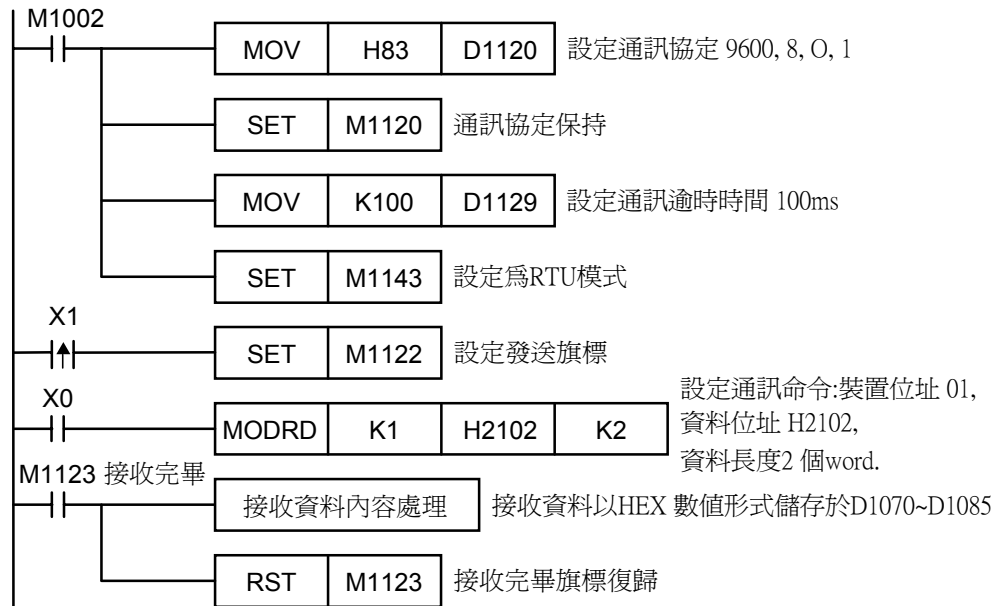 M1002
MOV H83 D1120 設定通訊協定 9600, 8, O, 1
SET M1120 通訊協定保持
MOV K100 D1129 設定通訊逾時時間 100ms
SET M1143 設定爲RTU模式
X1
SET M1122 設定發送旗標
X0
MODRD K1 H2102 K2
設定通訊命令:裝置位址 01,
資料位址 H2102,
資料長度2 個word.
M1123 接收完畢
接收資料內容處理 接收資料以HEX 數值形式儲存於D1070~D1085
RST M1123 接收完畢旗標復歸